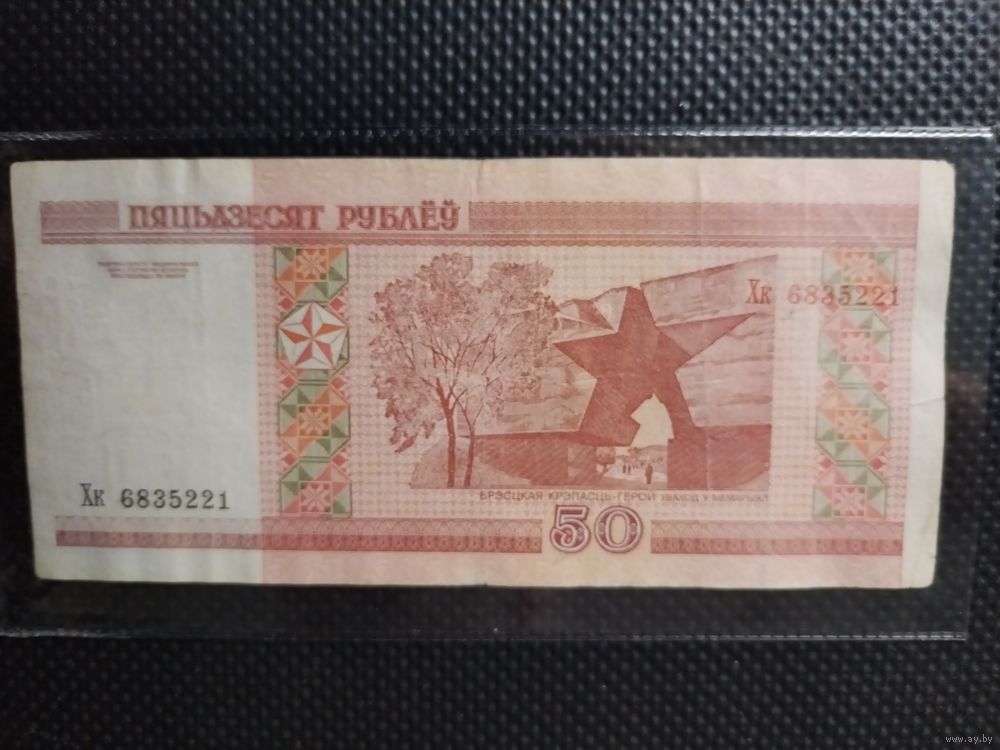 ПЯЦЬДЗЕСЯТ РУБЛЁЎ
Хк 6835221
БРЭСЦКАЯ КРЭПАСЦЬ-ГЕРОЙ УВАХОД У МЕМАРЫЯЛ
Хк 6835221
50
www.ay.by